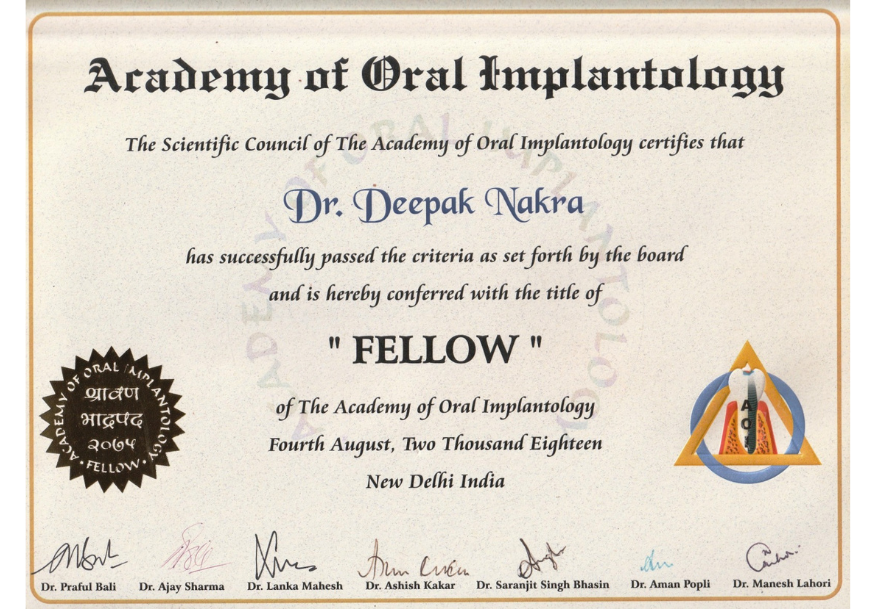 Academy of Oral Implantology
The Scientific Council of The Academy of Oral Implantology certifies that
Dr. Deepak Nakra
has successfully passed the criteria as set forth by the board
and is hereby conferred with the title of
" FELLOW "
of The Academy of Oral Implantology
Fourth August, Two Thousand Eighteen
New Delhi India
ACADEMY OF ORAL IMPLANTOLOGY
श्रावण
भाद्रपद
२०७५
• FELLOW •
AOI
ACADEMY OF ORAL IMPLANTOLOGY
Dr. Praful Bali Dr. Ajay Sharma Dr. Lanka Mahesh Dr. Ashish Kakar Dr. Saranjit Singh Bhasin Dr. Aman Popli Dr. Manesh Lahori